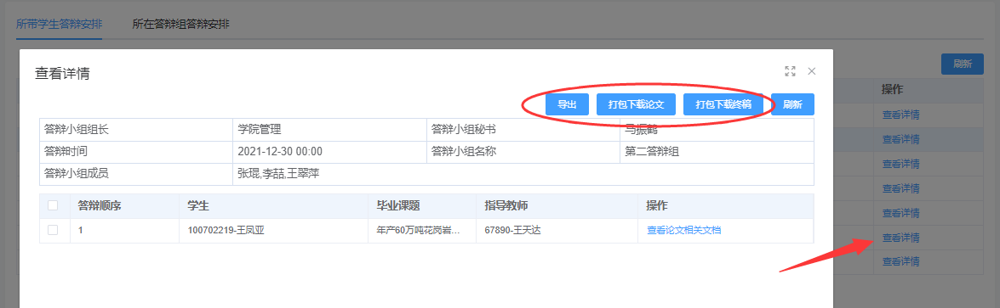 所带学生答辩安排 所在答辩组答辩安排
刷新
查看详情
操作
导出 打包下载论文 打包下载终稿 刷新
查看详情
答辩小组组长 学院管理 答辩小组秘书 马振鹤
查看详情
答辩时间 2021-12-30 00:00 答辩小组名称 第二答辩组
查看详情
答辩小组成员 张琨,李喆,王翠萍
查看详情
答辩顺序 学生 毕业课题 指导教师 操作
查看详情
1 100702219-王凤亚 年产60万吨花岗岩... 67890-王天达 查看论文相关文档
查看详情
查看详情